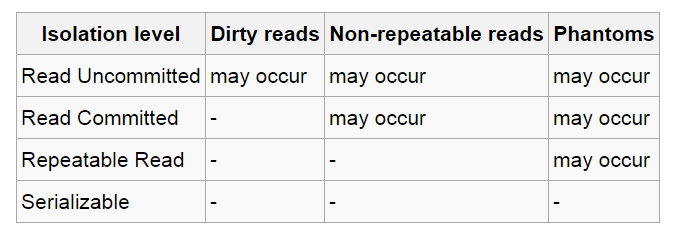 Isolation level Dirty reads Non-repeatable reads Phantoms
Read Uncommitted may occur may occur may occur
Read Committed - may occur may occur
Repeatable Read - - may occur
Serializable - - -